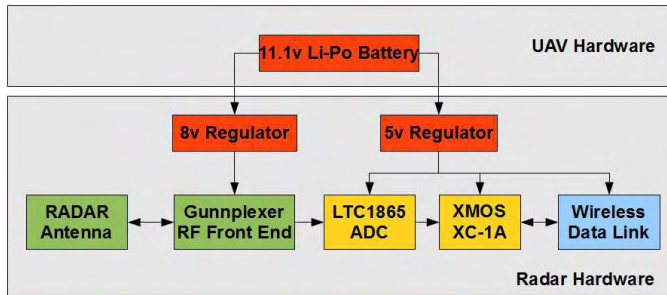 11.1v Li-Po Battery
UAV Hardware
8v Regulator
5v Regulator
RADAR
Antenna
Gunnplexer
RF Front End
LTC1865
ADC
XMOS
XC-1A
Wireless
Data Link
Radar Hardware